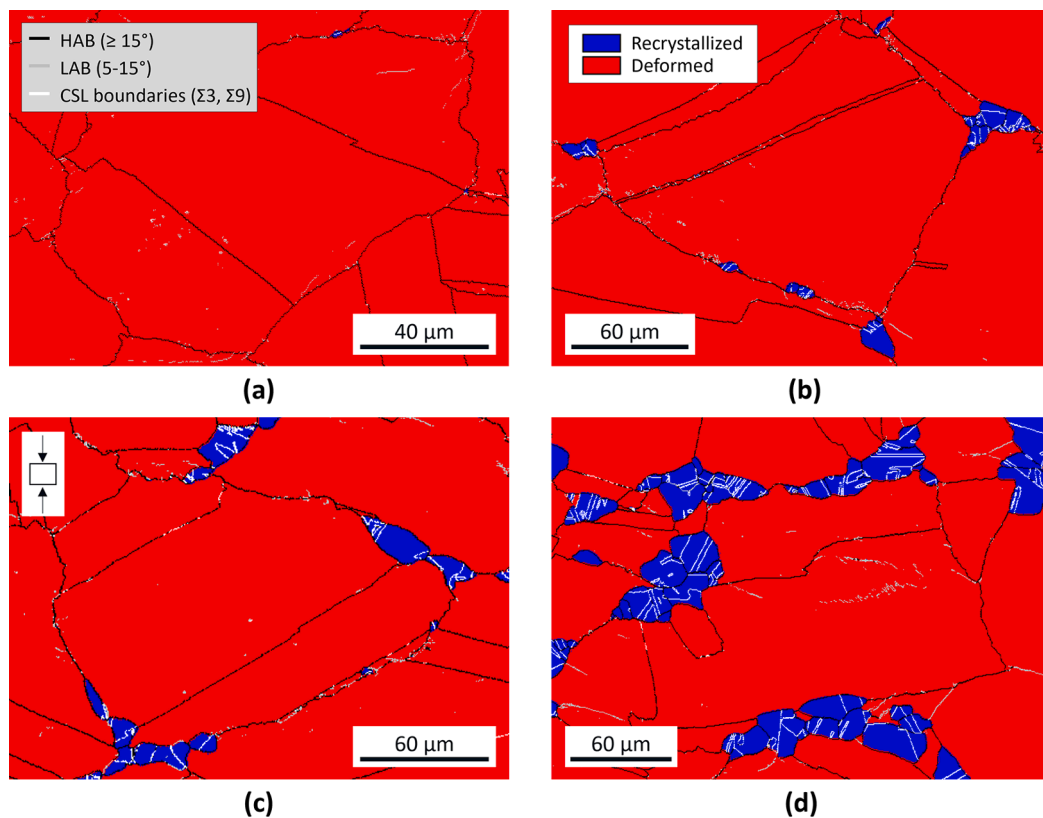 HAB (≥ 15°)
LAB (5-15°)
CSL boundaries (Σ3, Σ9)
40 µm
(a)
Recrystallized
Deformed
60 µm
(b)
60 µm
(c)
60 µm
(d)